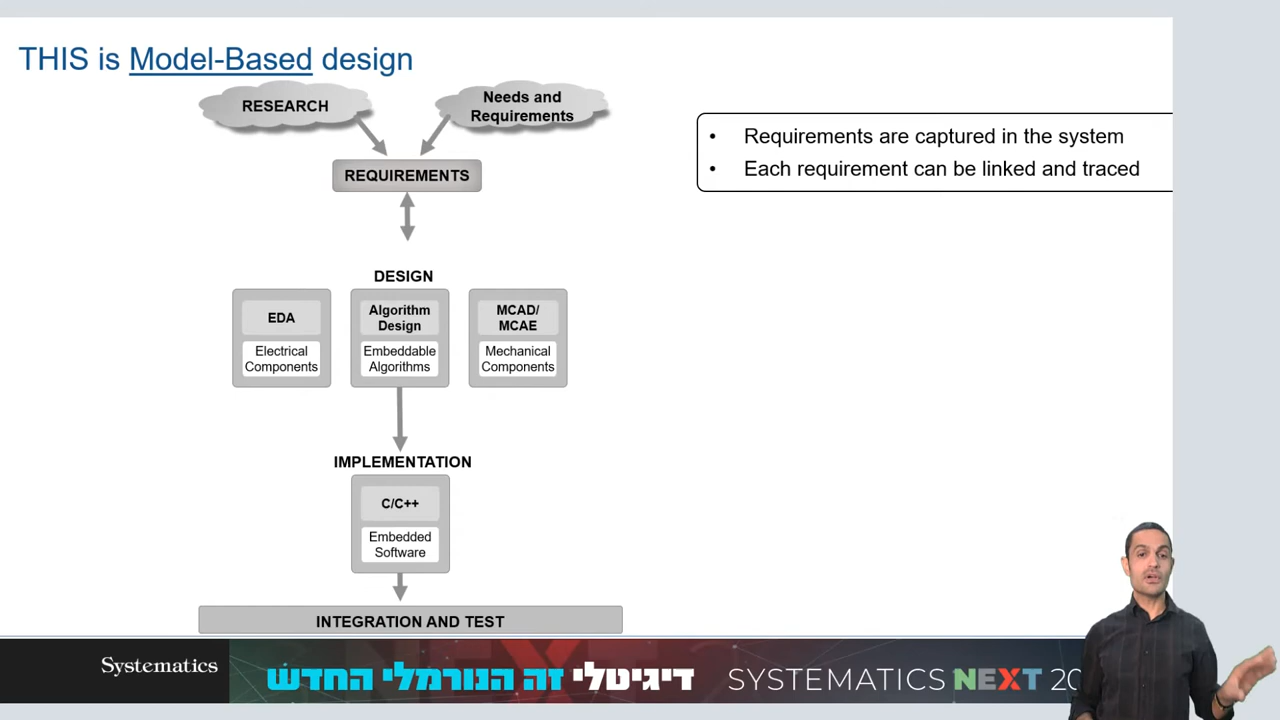 THIS is Model-Based design
RESEARCH
Needs and
Requirements
• Requirements are captured in the system
• Each requirement can be linked and traced
REQUIREMENTS
DESIGN
EDA
Electrical
Components
Algorithm
Design
Embeddable
Algorithms
MCAD/
MCAE
Mechanical
Components
IMPLEMENTATION
C/C++
Embedded
Software
INTEGRATION AND TEST
Systematics
דיגיטלי זה הנורמלי החדש
SYSTEMATICS NEXT 20